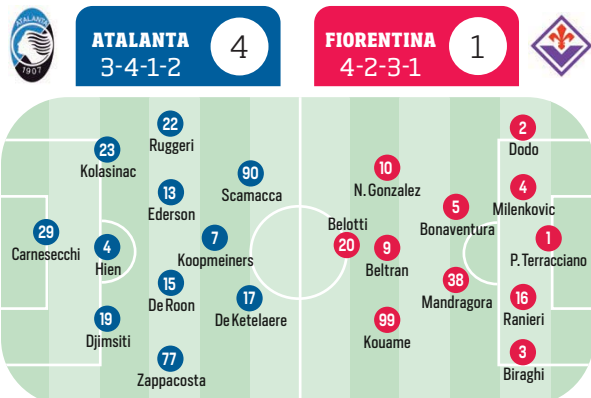 ATALANTA
1907
ATALANTA
3-4-1-2
4
FIORENTINA
4-2-3-1
1
29
Carnesecchi
23
Kolasinac
4
Hien
19
Djimsiti
22
Ruggeri
13
Ederson
15
De Roon
77
Zappacosta
7
Koopmeiners
90
Scamacca
17
De Ketelaere
Belotti
20
10
N. Gonzalez
9
Beltran
99
Kouame
5
Bonaventura
38
Mandragora
2
Dodo
4
Milenkovic
16
Ranieri
3
Biraghi
1
P. Terracciano